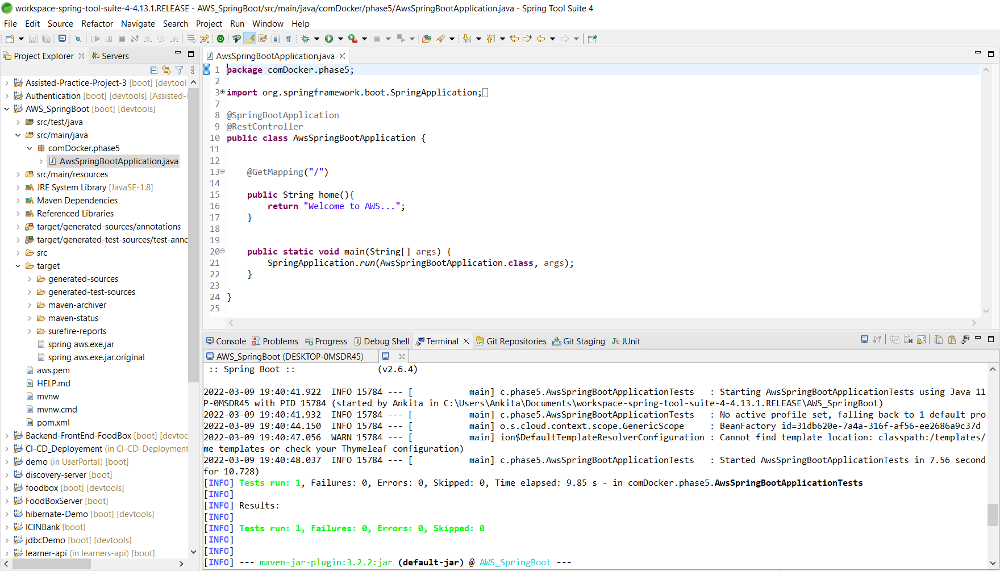 workspace-spring-tool-suite-4-4.13.1.RELEASE - AWS_SpringBoot/src/main/java/comDocker/phase5/AwsSpringBootApplication.java - Spring Tool Suite 4
File Edit Source Refactor Navigate Search Project Run Window Help
Project Explorer Servers
Assisted-Practice-Project-3 [boot] [devtool
Authentication [boot] [devtools] [Assisted-
AWS_SpringBoot [boot] [devtools]
src/test/java
src/main/java
comDocker.phase5
AwsSpringBootApplication.java
src/main/resources
JRE System Library [JavaSE-1.8]
Maven Dependencies
Referenced Libraries
target/generated-sources/annotations
target/generated-test-sources/test-anno
src
target
generated-sources
generated-test-sources
maven-archiver
maven-status
surefire-reports
spring aws.exe.jar
spring aws.exe.jar.original
aws.pem
HELP.md
mvnw
mvnw.cmd
pom.xml
Backend-FrontEnd-FoodBox [boot] [devtoo
CI-CD_Deployement (in CI-CD-Deployment
demo (in UserPortal) [boot]
discovery-server [boot]
foodbox [boot] [devtools]
FoodBoxServer [boot]
hibernate-Demo [boot] [devtools]
ICINBank [boot]
jdbcDemo [boot] [devtools]
learner-api (in learners-api) [boot]
AwsSpringBootApplication.java
1 package comDocker.phase5;
2
3 import org.springframework.boot.SpringApplication;
7
8 @SpringBootApplication
9 @RestController
10 public class AwsSpringBootApplication {
11
12
13 @GetMapping("/")
14
15 public String home(){
16 return "Welcome to AWS...";
17 }
18
19
20 public static void main(String[] args) {
21 SpringApplication.run(AwsSpringBootApplication.class, args);
22 }
23
24 }
25
Console Problems Progress Debug Shell Terminal Git Repositories Git Staging JUnit
AWS_SpringBoot (DESKTOP-0MSDR45)
:: Spring Boot :: (v2.6.4)
2022-03-09 19:40:41.922 INFO 15784 --- [ main] c.phase5.AwsSpringBootApplicationTests : Starting AwsSpringBootApplicationTests using Java 11
P-0MSDR45 with PID 15784 (started by Ankita in C:\Users\Ankita\Documents\workspace-spring-tool-suite-4-4.13.1.RELEASE\AWS_SpringBoot)
2022-03-09 19:40:41.932 INFO 15784 --- [ main] c.phase5.AwsSpringBootApplicationTests : No active profile set, falling back to 1 default pro
2022-03-09 19:40:44.150 INFO 15784 --- [ main] o.s.cloud.context.scope.GenericScope : BeanFactory id=31db620e-7a4a-316f-af56-ee2686a9c37d
2022-03-09 19:40:47.056 WARN 15784 --- [ main] ion$DefaultTemplateResolverConfiguration : Cannot find template location: classpath:/templates/
me templates or check your Thymeleaf configuration)
2022-03-09 19:40:48.037 INFO 15784 --- [ main] c.phase5.AwsSpringBootApplicationTests : Started AwsSpringBootApplicationTests in 7.56 second
for 10.728)
[INFO] Tests run: 1, Failures: 0, Errors: 0, Skipped: 0, Time elapsed: 9.85 s - in comDocker.phase5.AwsSpringBootApplicationTests
[INFO]
[INFO] Results:
[INFO]
[INFO] Tests run: 1, Failures: 0, Errors: 0, Skipped: 0
[INFO]
[INFO]
[INFO] --- maven-jar-plugin:3.2.2:jar (default-jar) @ AWS_SpringBoot ---